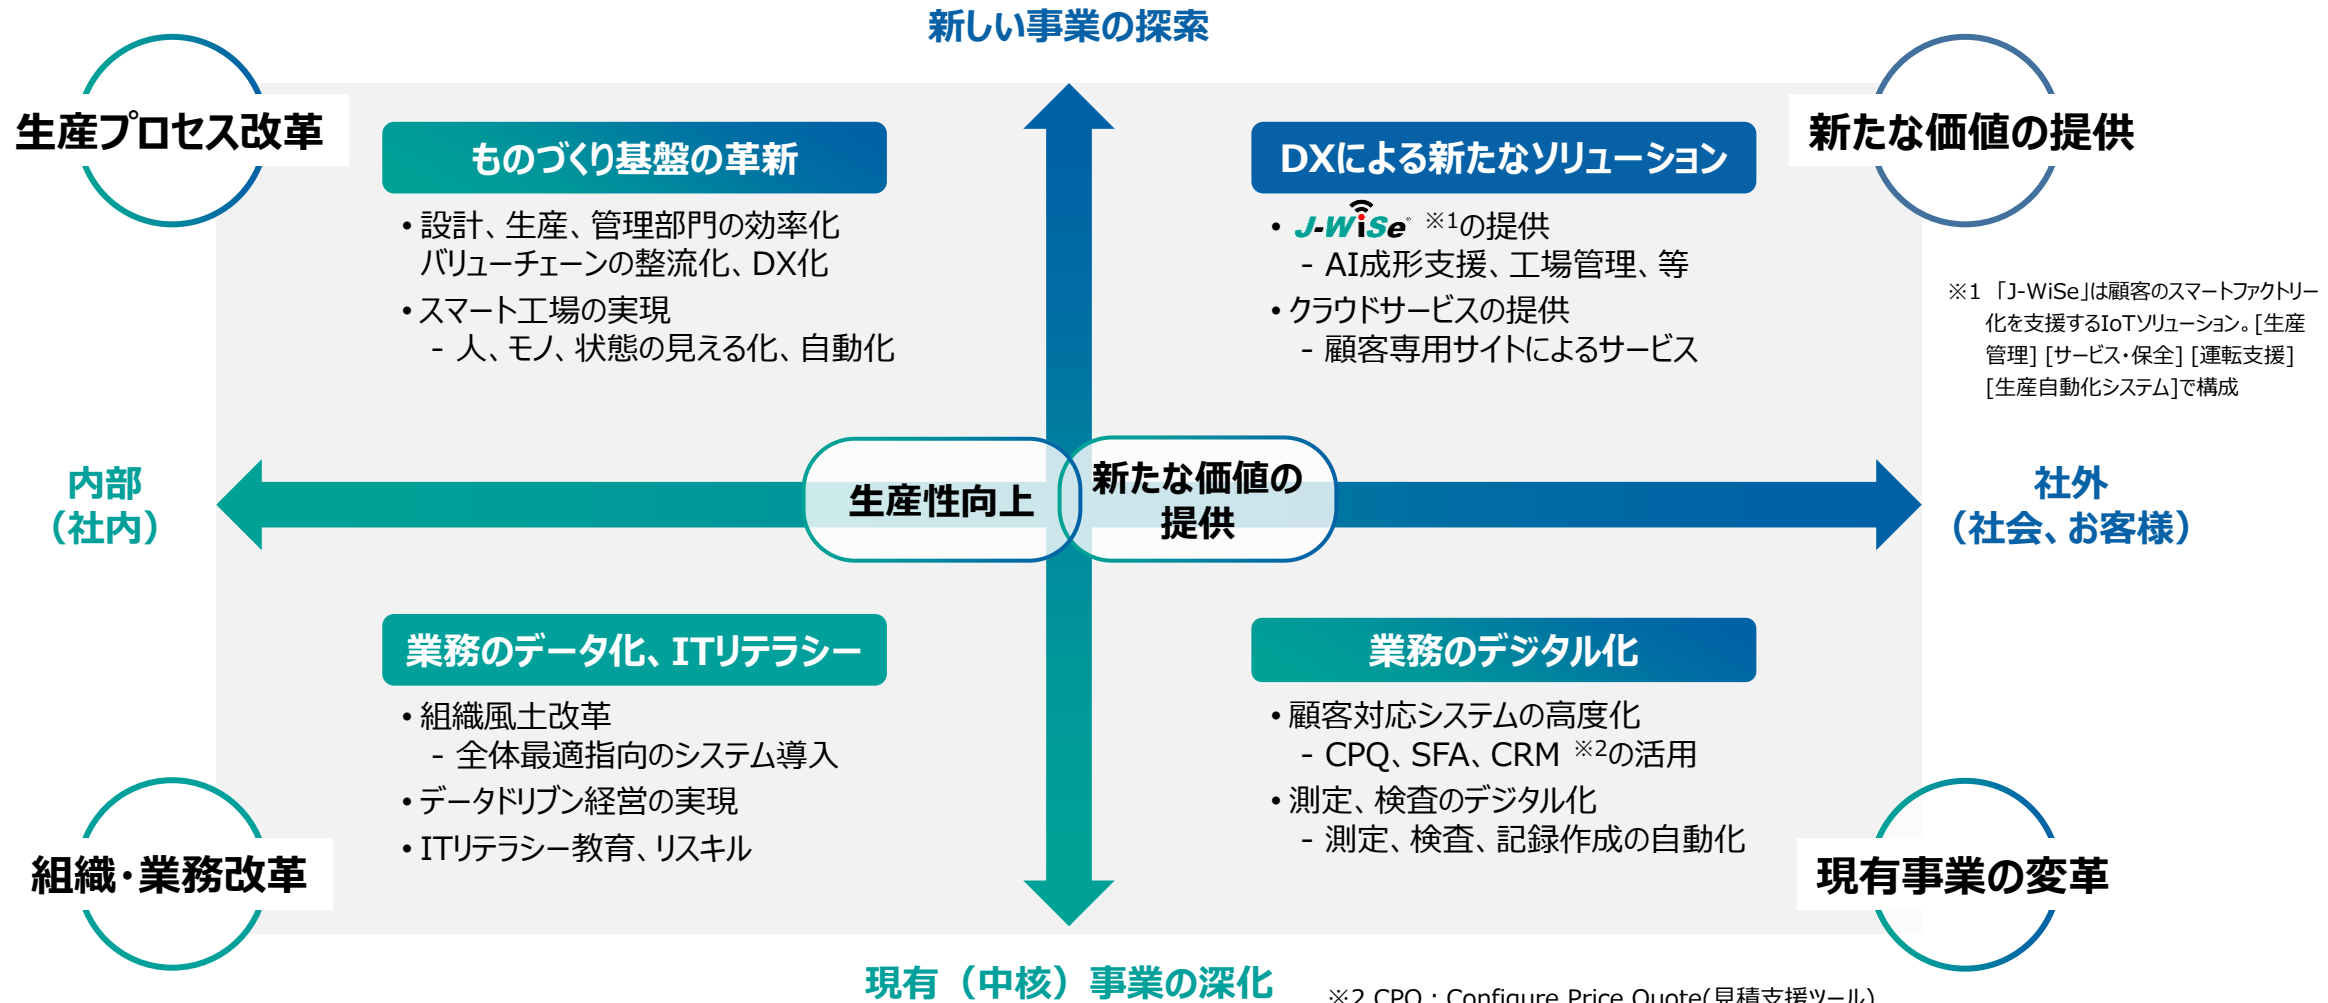 新しい事業の探索
生産プロセス改革
ものづくり基盤の革新
・設計、生産、管理部門の効率化
バリューチェーンの整流化、DX化
・スマート工場の実現
- 人、モノ、状態の見える化、自動化
新たな価値の提供
DXによる新たなソリューション
・J-WiSe® ※1の提供
- AI成形支援、工場管理、等
・クラウドサービスの提供
- 顧客専用サイトによるサービス
※1 「J-WiSe」は顧客のスマートファクトリー
化を支援するIoTソリューション。[生産
管理] [サービス・保全] [運転支援]
[生産自動化システム]で構成
内部
（社内）
生産性向上
新たな価値の
提供
社外
（社会、お客様）
業務のデータ化、ITリテラシー
・組織風土改革
- 全体最適指向のシステム導入
・データドリブン経営の実現
・ITリテラシー教育、リスキル
組織・業務改革
業務のデジタル化
・顧客対応システムの高度化
- CPQ、SFA、CRM ※2の活用
・測定、検査のデジタル化
- 測定、検査、記録作成の自動化
現有事業の変革
現有（中核）事業の深化
※2 CPQ：Configure Price Quote(見積支援ツール)